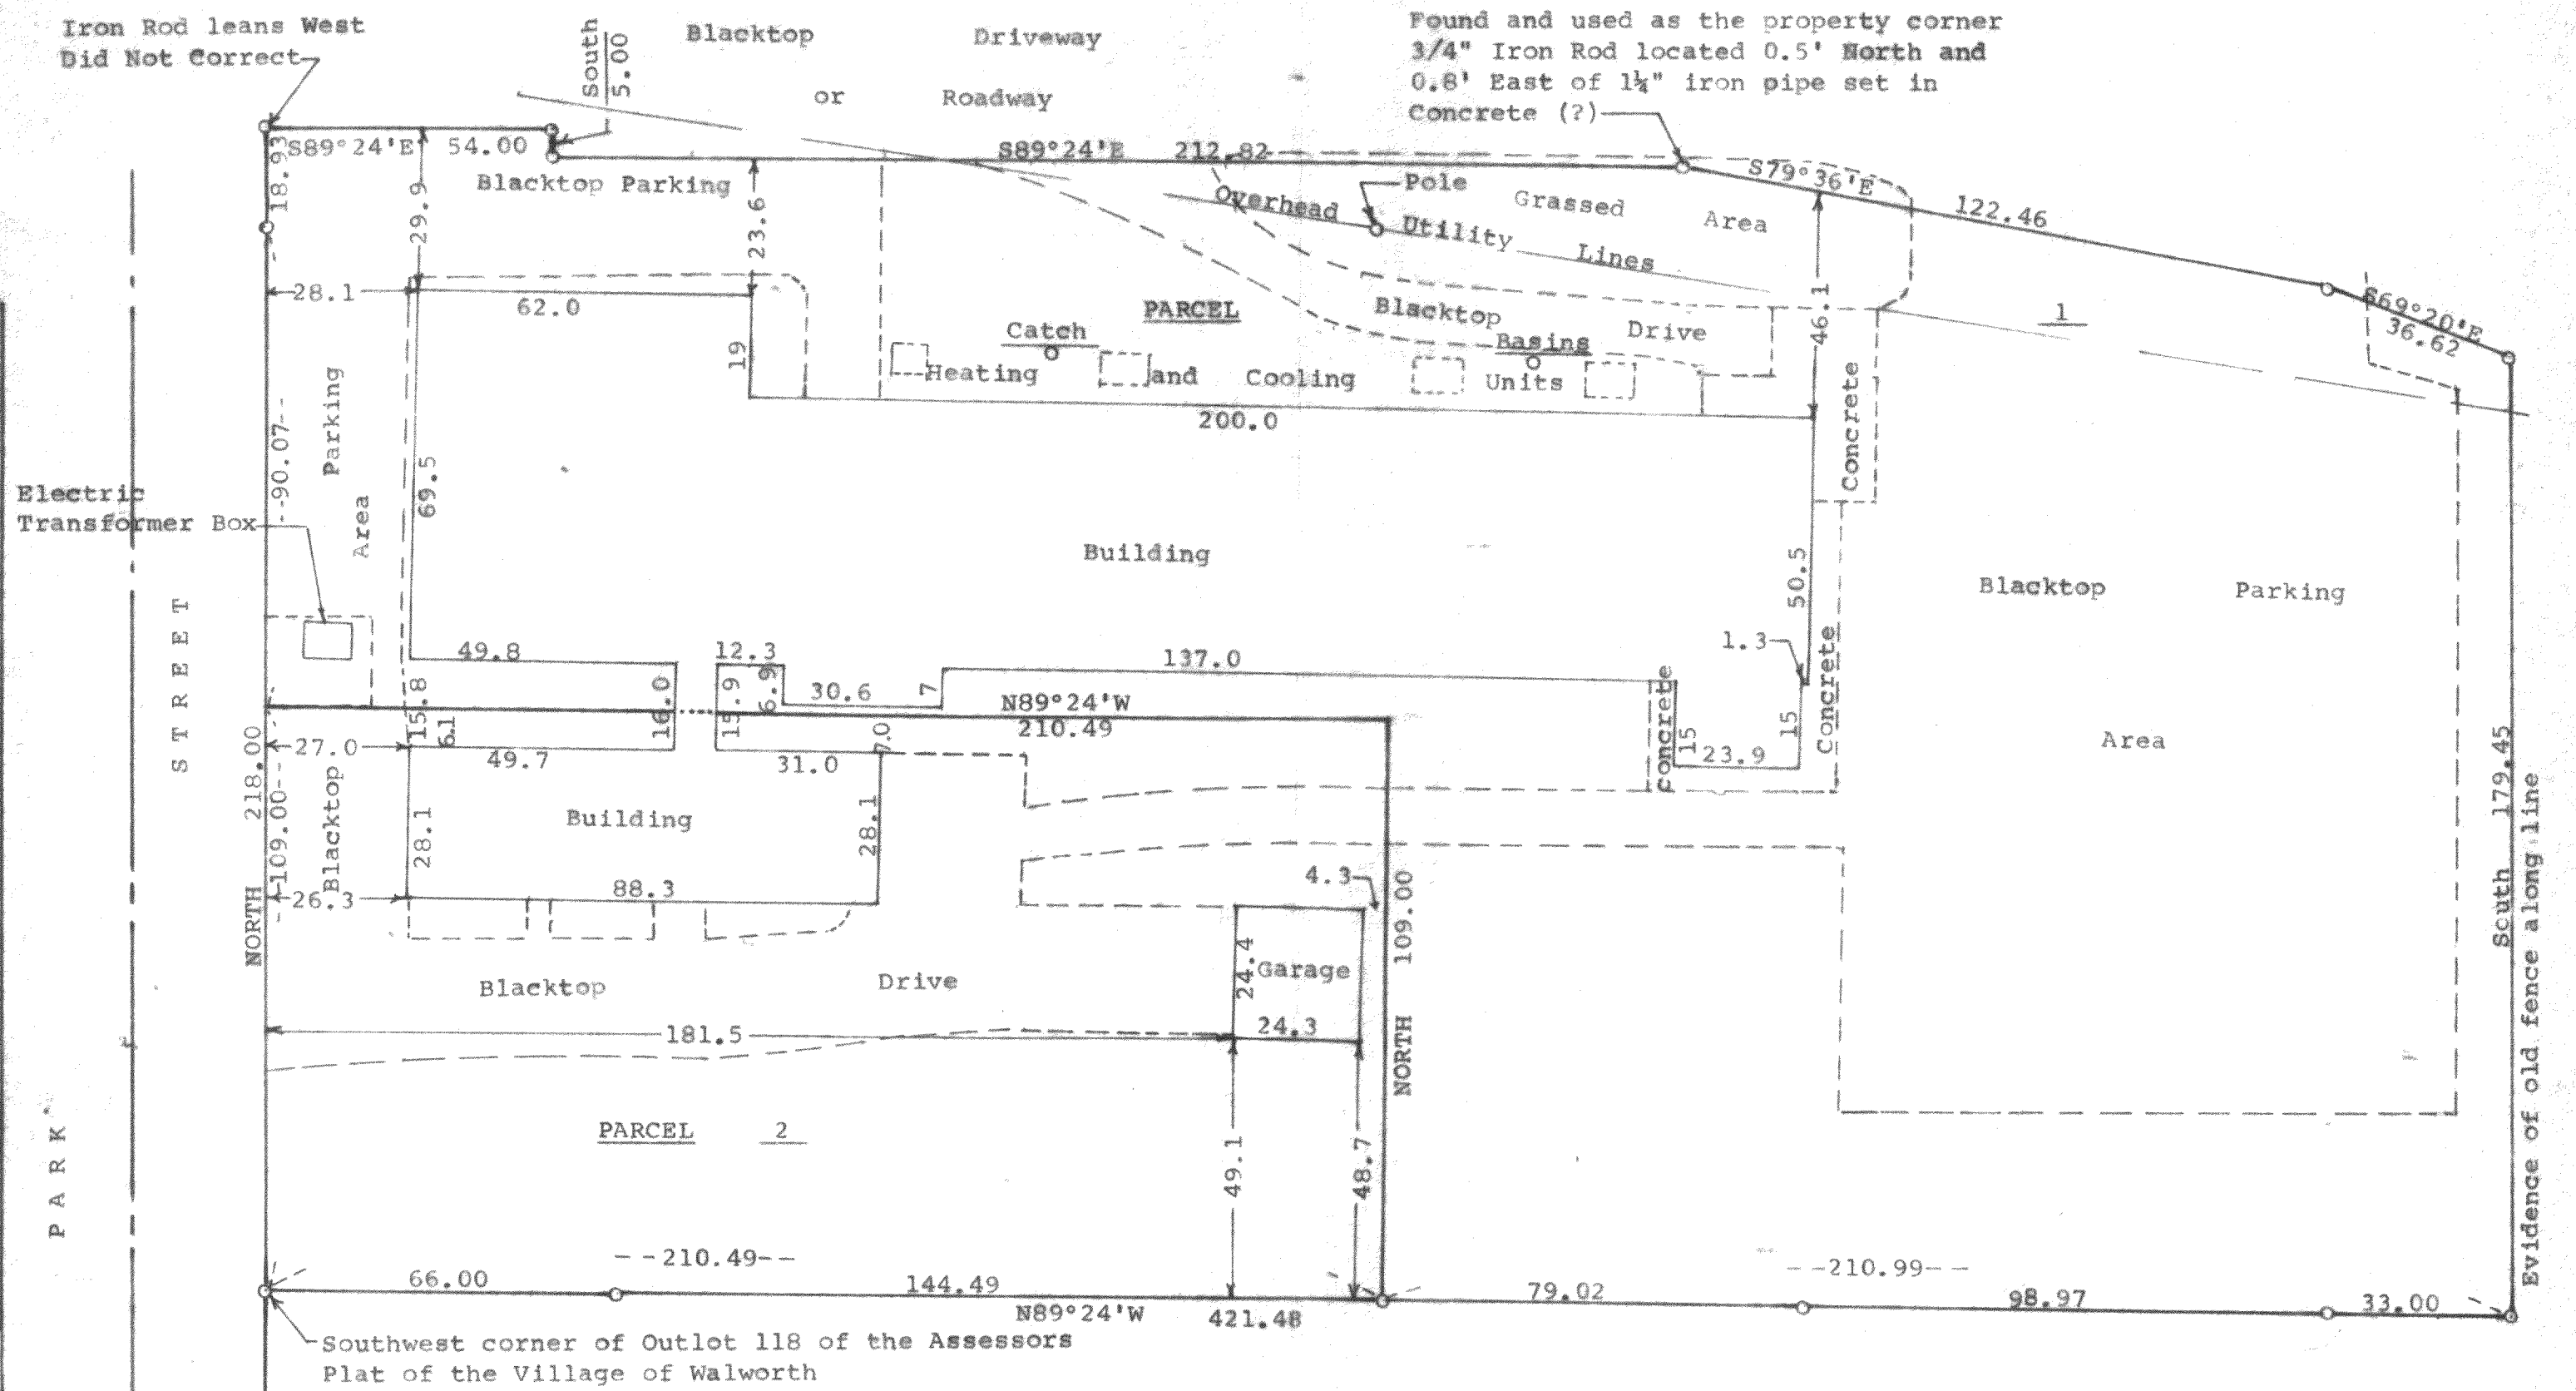 Iron Rod leans West
Did Not Correct
South
5.00
Blacktop Driveway
or Roadway
Found and used as the property corner
3/4" Iron Rod located 0.5' North and
0.8' East of 1¼" iron pipe set in
Concrete (?)
S89°24'E 54.00
18.93
29.9
Blacktop Parking
23.6
S89°24'E 212.82
S79°36'E 122.46
S69°20'E
36.62
Pole
Overhead Utility Lines
Grassed Area
28.1
62.0
19
PARCEL 1
Catch Basins
Blacktop Drive
46.1
Heating and Cooling Units
200.0
Concrete
--90.07--
Parking
Area
69.5
Electric
Transformer Box
Building
50.5
Blacktop Parking
Area
STREET
49.8
12.3
137.0
1.3
15.8
6.1
16.0
15.9
6.9
30.6
7
N89°24'W
210.49
Concrete
15
23.9
15
Concrete
27.0
49.7
31.0
7.0
NORTH 218.00
--109.00--
Blacktop
28.1
Building
28.1
26.3
88.3
4.3
NORTH 109.00
South 179.45
Evidence of old fence along line
24.4
Garage
24.3
Blacktop Drive
181.5
PARK
PARCEL 2
49.1
48.7
--210.49--
66.00
144.49
N89°24'W 421.48
--210.99--
79.02
98.97
33.00
Southwest corner of Outlot 118 of the Assessors
Plat of the Village of Walworth